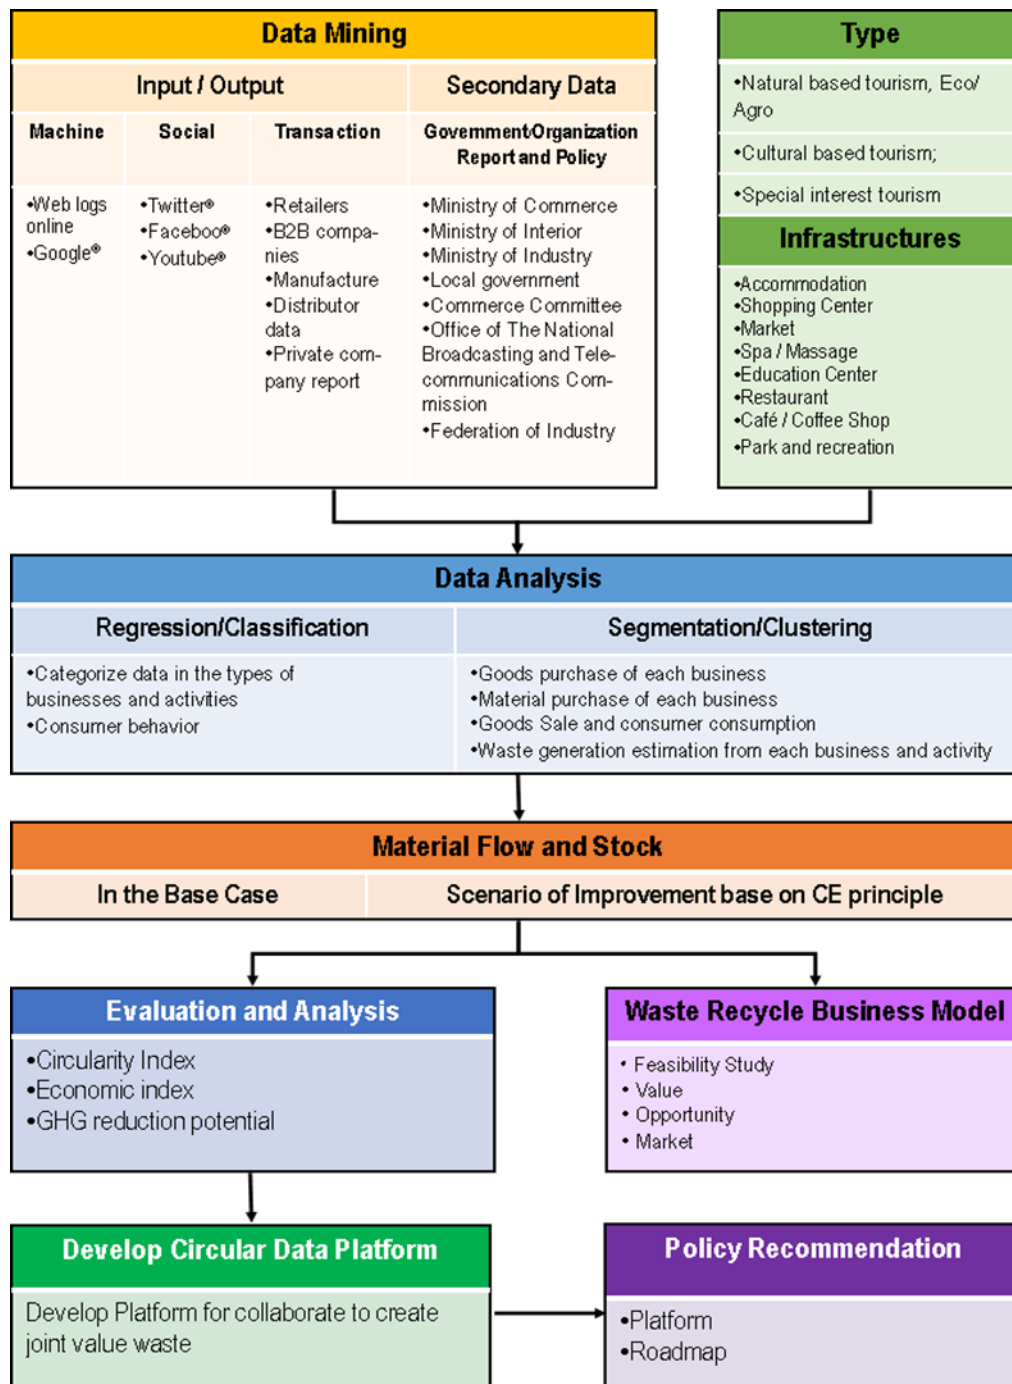 Data Mining
Input / Output
Secondary Data
Machine
Social
Transaction
Government/Organization
Report and Policy
•Web logs
online
•Google®
•Twitter®
•Faceboo®
•Youtube®
•Retailers
•B2B compa-
nies
•Manufacture
•Distributor
data
•Private com-
pany report
•Ministry of Commerce
•Ministry of Interior
•Ministry of Industry
•Local government
•Commerce Committee
•Office of The National
Broadcasting and Tele-
communications Com-
mission
•Federation of Industry
Type
•Natural based tourism, Eco/
Agro
•Cultural based tourism;
•Special interest tourism
Infrastructures
•Accommodation
•Shopping Center
•Market
•Spa / Massage
•Education Center
•Restaurant
•Café / Coffee Shop
•Park and recreation
Data Analysis
Regression/Classification
Segmentation/Clustering
•Categorize data in the types of
businesses and activities
•Consumer behavior
•Goods purchase of each business
•Material purchase of each business
•Goods Sale and consumer consumption
•Waste generation estimation from each business and activity
Material Flow and Stock
In the Base Case
Scenario of Improvement base on CE principle
Evaluation and Analysis
•Circularity Index
•Economic index
•GHG reduction potential
Waste Recycle Business Model
• Feasibility Study
• Value
• Opportunity
• Market
Develop Circular Data Platform
Develop Platform for collaborate to create
joint value waste
Policy Recommendation
•Platform
•Roadmap